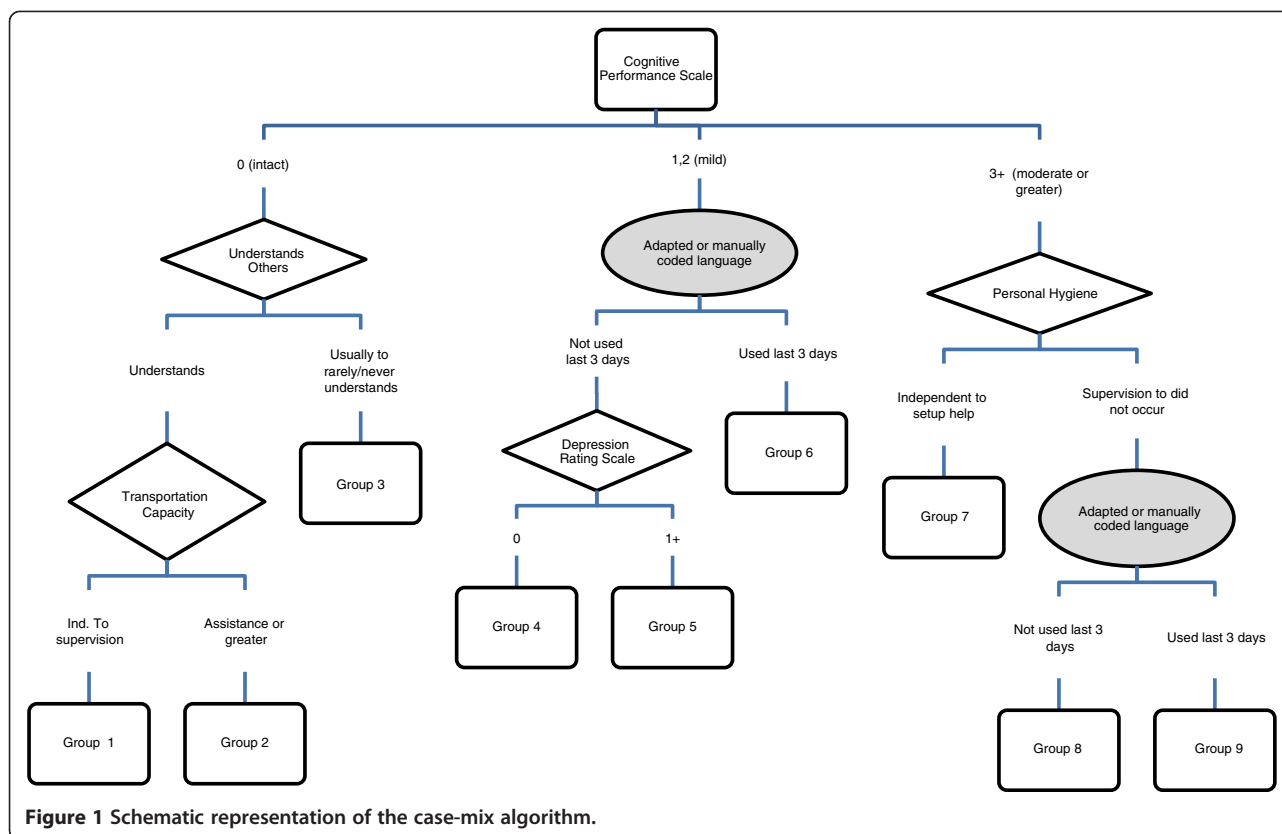 Cognitive
Performance Scale
0 (intact)
1,2 (mild)
3+ (moderate or
greater)
Understands
Others
Adapted or manually
coded language
Personal Hygiene
Understands
Usually to
rarely/never
understands
Not used
last 3 days
Used last 3 days
Independent to
setup help
Supervision to did
not occur
Transportation
Capacity
Group 3
Depression
Rating Scale
Group 6
Group 7
Adapted or manually
coded language
0
1+
Ind. To
supervision
Assistance or
greater
Group 4
Group 5
Not used last 3
days
Used last 3 days
Group 1
Group 2
Group 8
Group 9
Figure 1 Schematic representation of the case-mix algorithm.